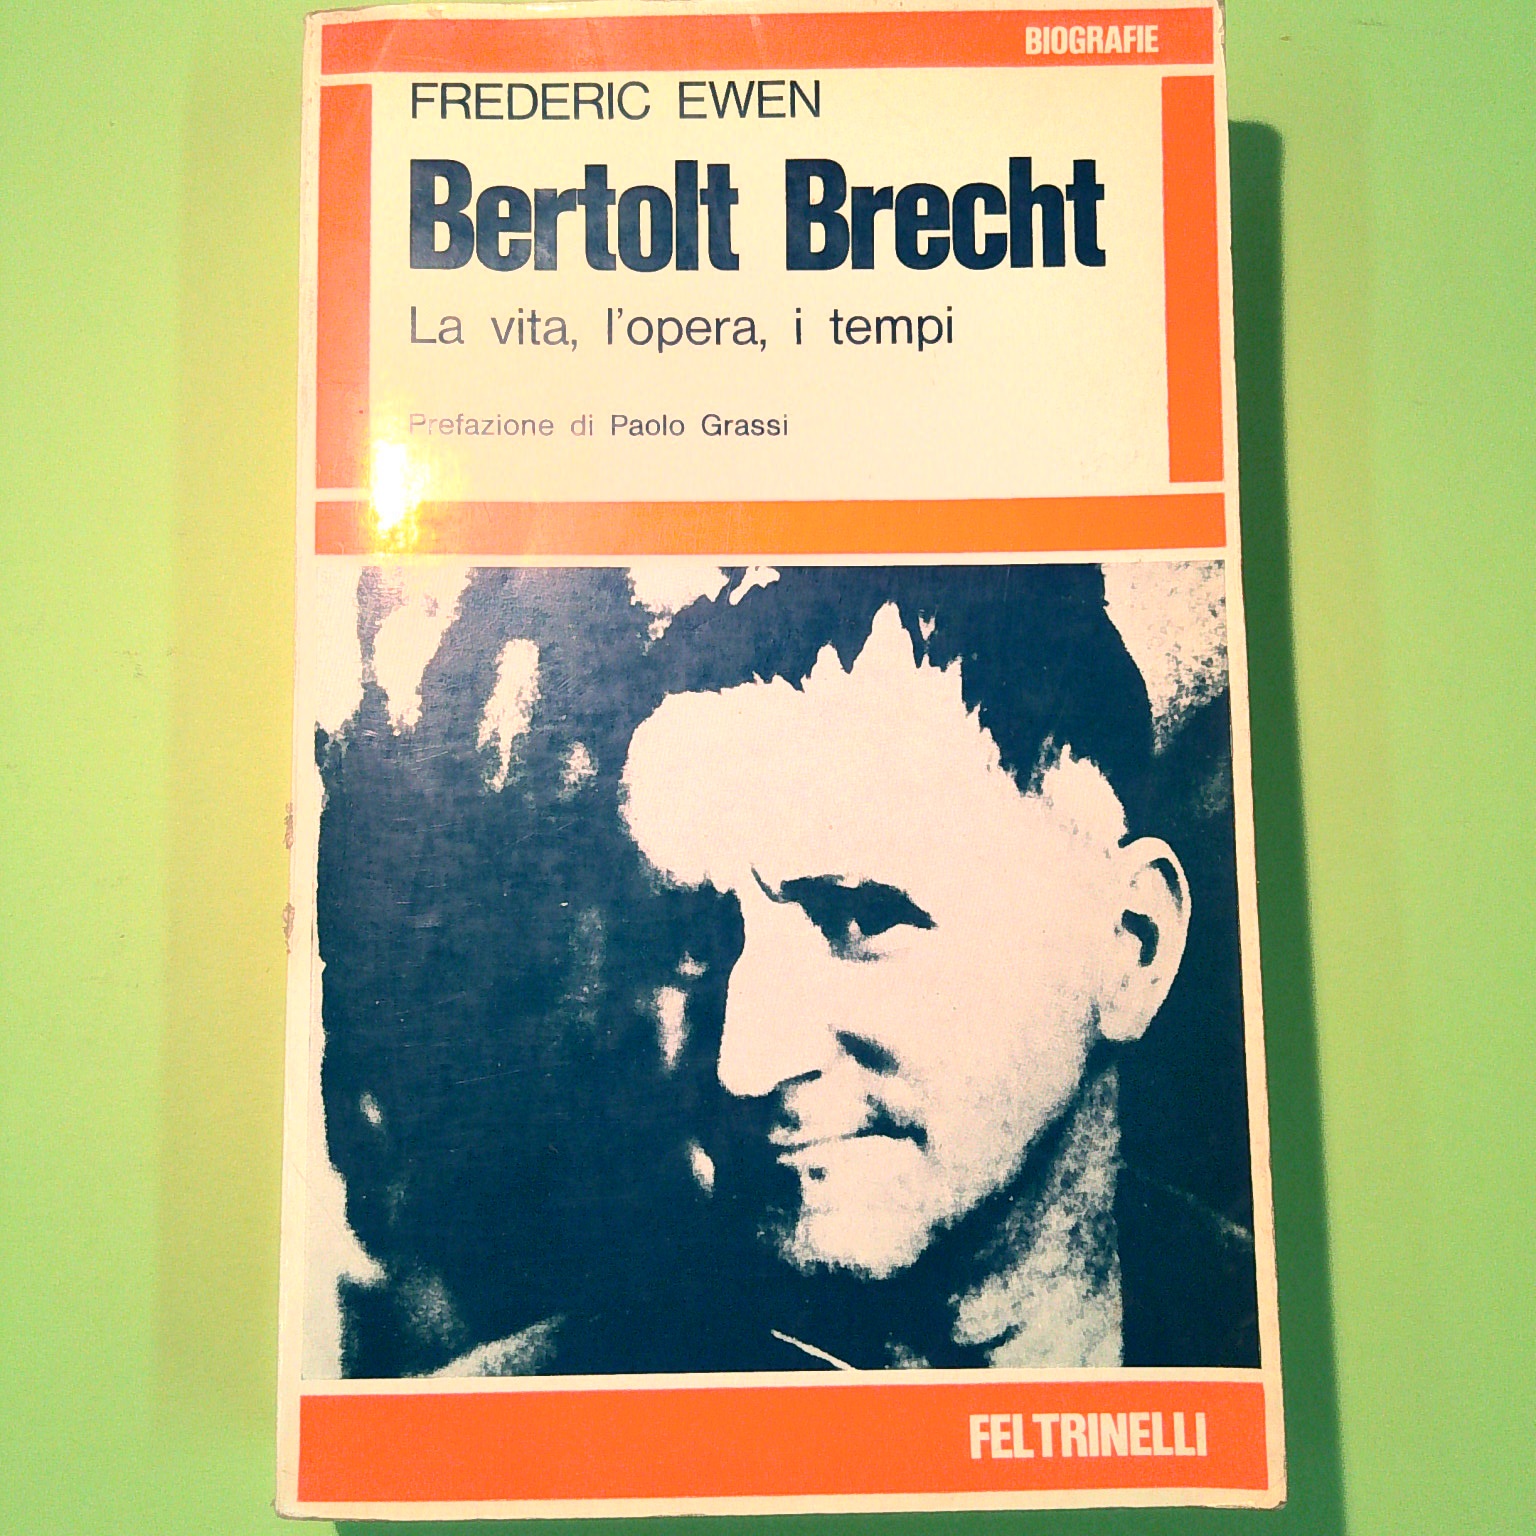 BIOGRAFIE
FREDERIC EWEN
Bertolt Brecht
La vita, l'opera, i tempi
Prefazione di Paolo Grassi
FELTRINELLI